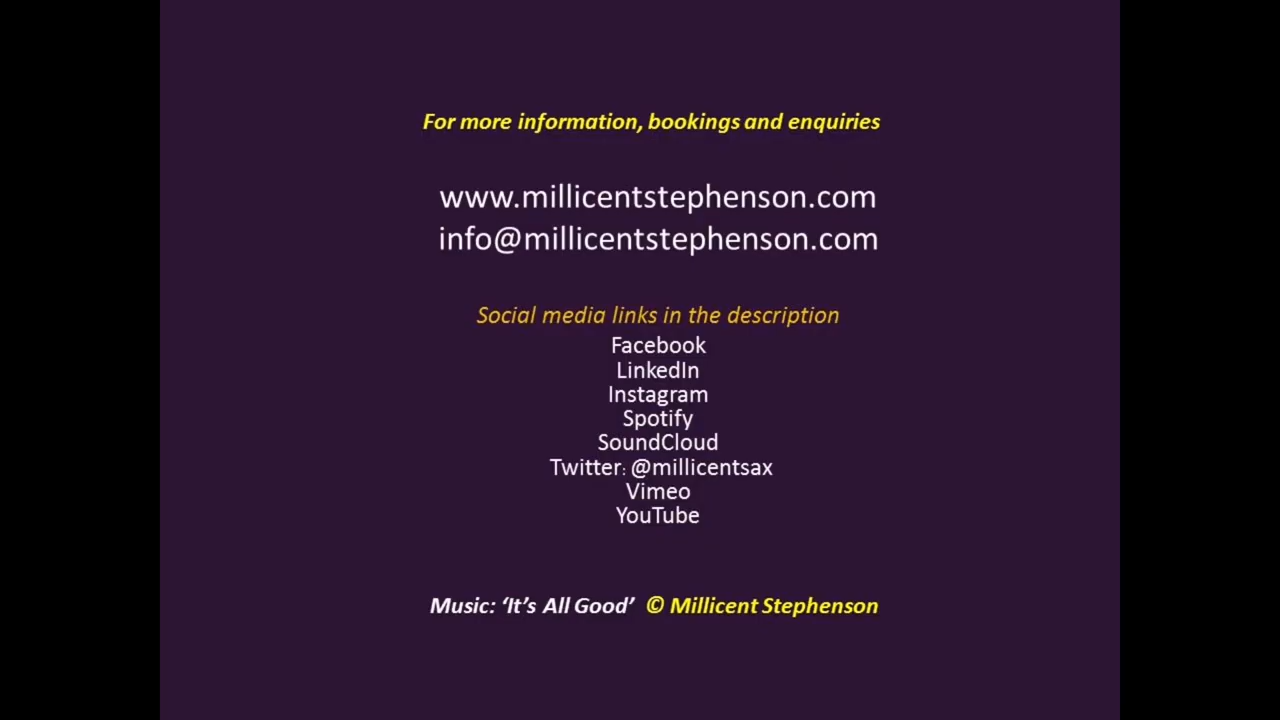 For more information, bookings and enquiries
www.millicentstephenson.com
info@millicentstephenson.com
Social media links in the description
Facebook
LinkedIn
Instagram
Spotify
SoundCloud
Twitter: @millicentsax
Vimeo
YouTube
Music: ‘It’s All Good’ © Millicent Stephenson